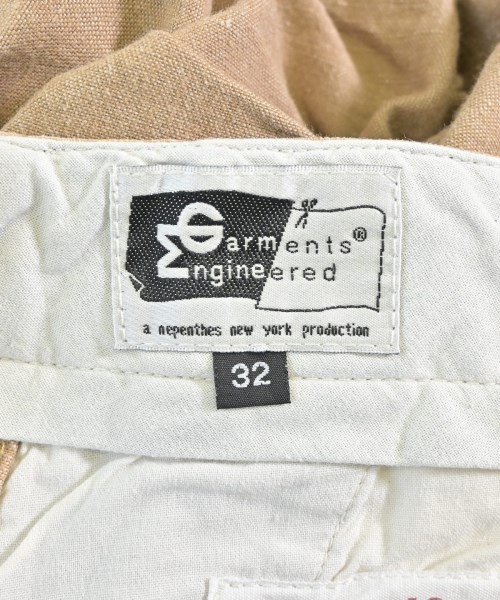 Garments®
Engineered
a nepenthes new york production
32